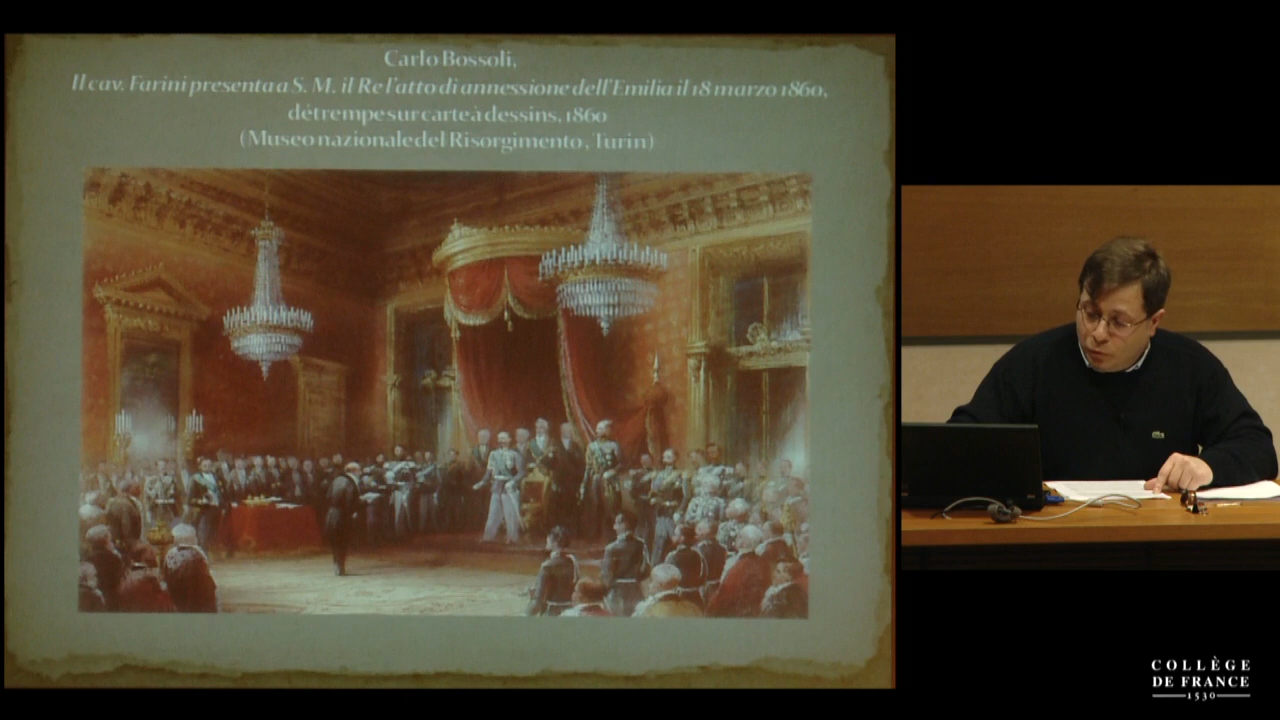 Carlo Bossoli,
Il cav. Farini presenta a S. M. il Re l'atto di annessione dell'Emilia il 18 marzo 1860,
détrempe sur carte à dessins, 1860
(Museo nazionale del Risorgimento, Turin)
COLLÈGE
DE FRANCE
1530